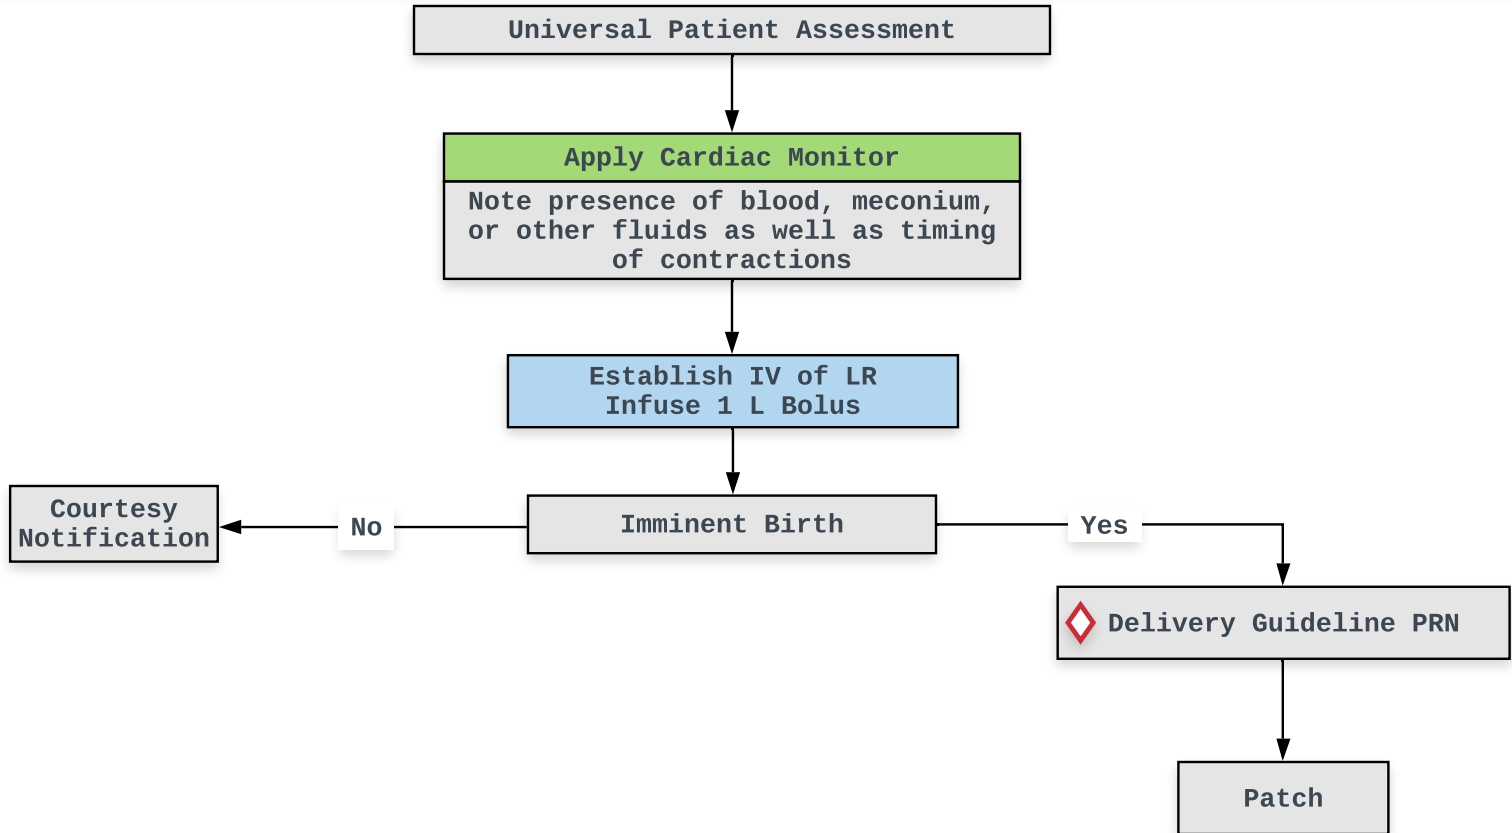 Universal Patient Assessment
Apply Cardiac Monitor
Note presence of blood, meconium,
or other fluids as well as timing
of contractions
Establish IV of LR
Infuse 1 L Bolus
Courtesy
Notification
No
Imminent Birth
Yes
Delivery Guideline PRN
Patch